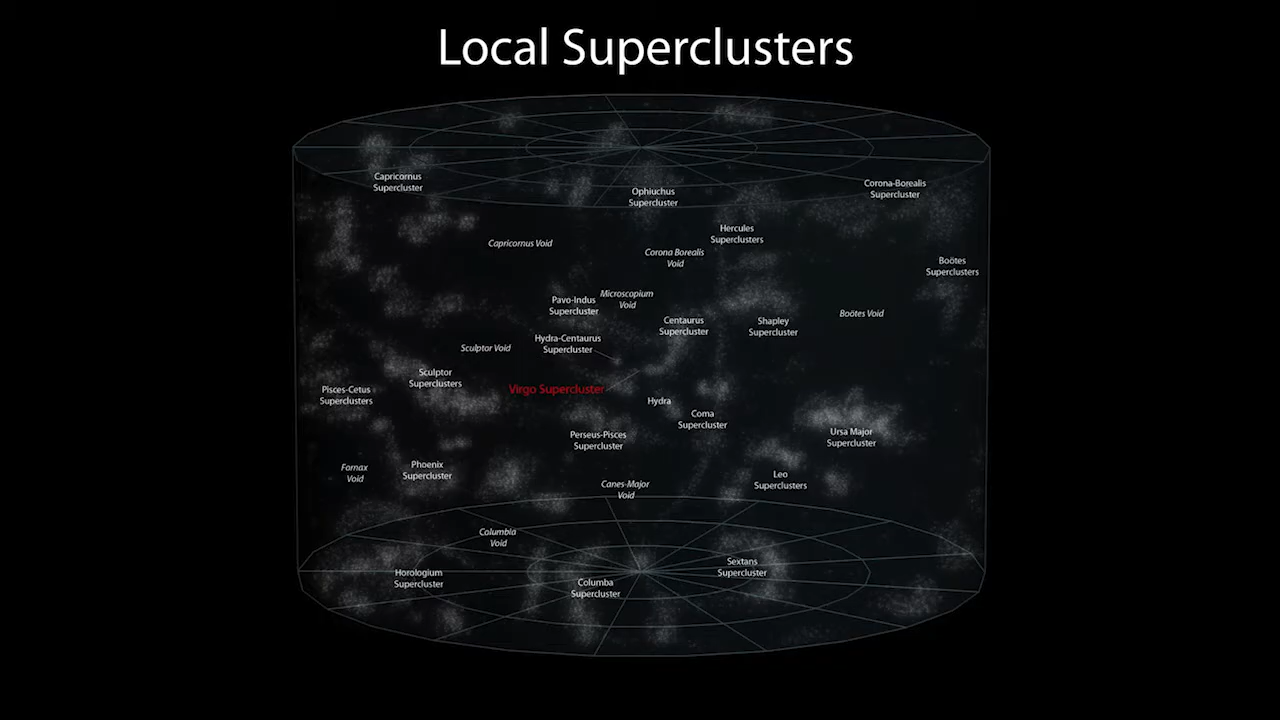 Local Superclusters
Capricornus
Supercluster
Ophiuchus
Supercluster
Corona-Borealis
Supercluster
Hercules
Superclusters
Capricornus Void
Corona Borealis
Void
Boötes
Superclusters
Pavo-Indus
Supercluster
Microscopium
Void
Centaurus
Supercluster
Shapley
Supercluster
Boötes Void
Hydra-Centaurus
Supercluster
Sculptor Void
Sculptor
Superclusters
Virgo Supercluster
Pisces-Cetus
Superclusters
Hydra
Coma
Supercluster
Perseus-Pisces
Supercluster
Ursa Major
Supercluster
Fornax
Void
Phoenix
Supercluster
Canes-Major
Void
Leo
Superclusters
Columbia
Void
Horologium
Supercluster
Columba
Supercluster
Sextans
Supercluster